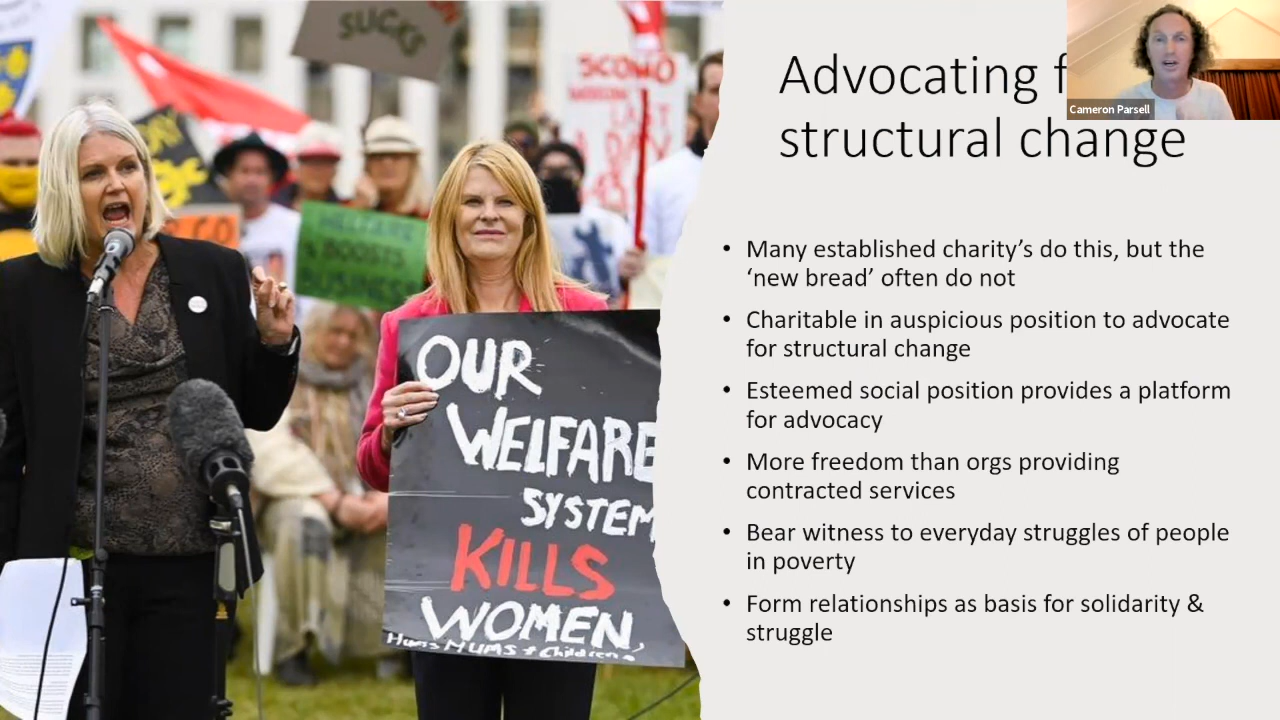 SUCKS
SCOMO
WELFARE
BOOSTS
BUSINESS
OUR
WELFARE
SYSTEM
KILLS
WOMEN,
MUMS & Children
Advocating f
structural change
Cameron Parsell
• Many established charity’s do this, but the
‘new bread’ often do not
• Charitable in auspicious position to advocate
for structural change
• Esteemed social position provides a platform
for advocacy
• More freedom than orgs providing
contracted services
• Bear witness to everyday struggles of people
in poverty
• Form relationships as basis for solidarity &
struggle